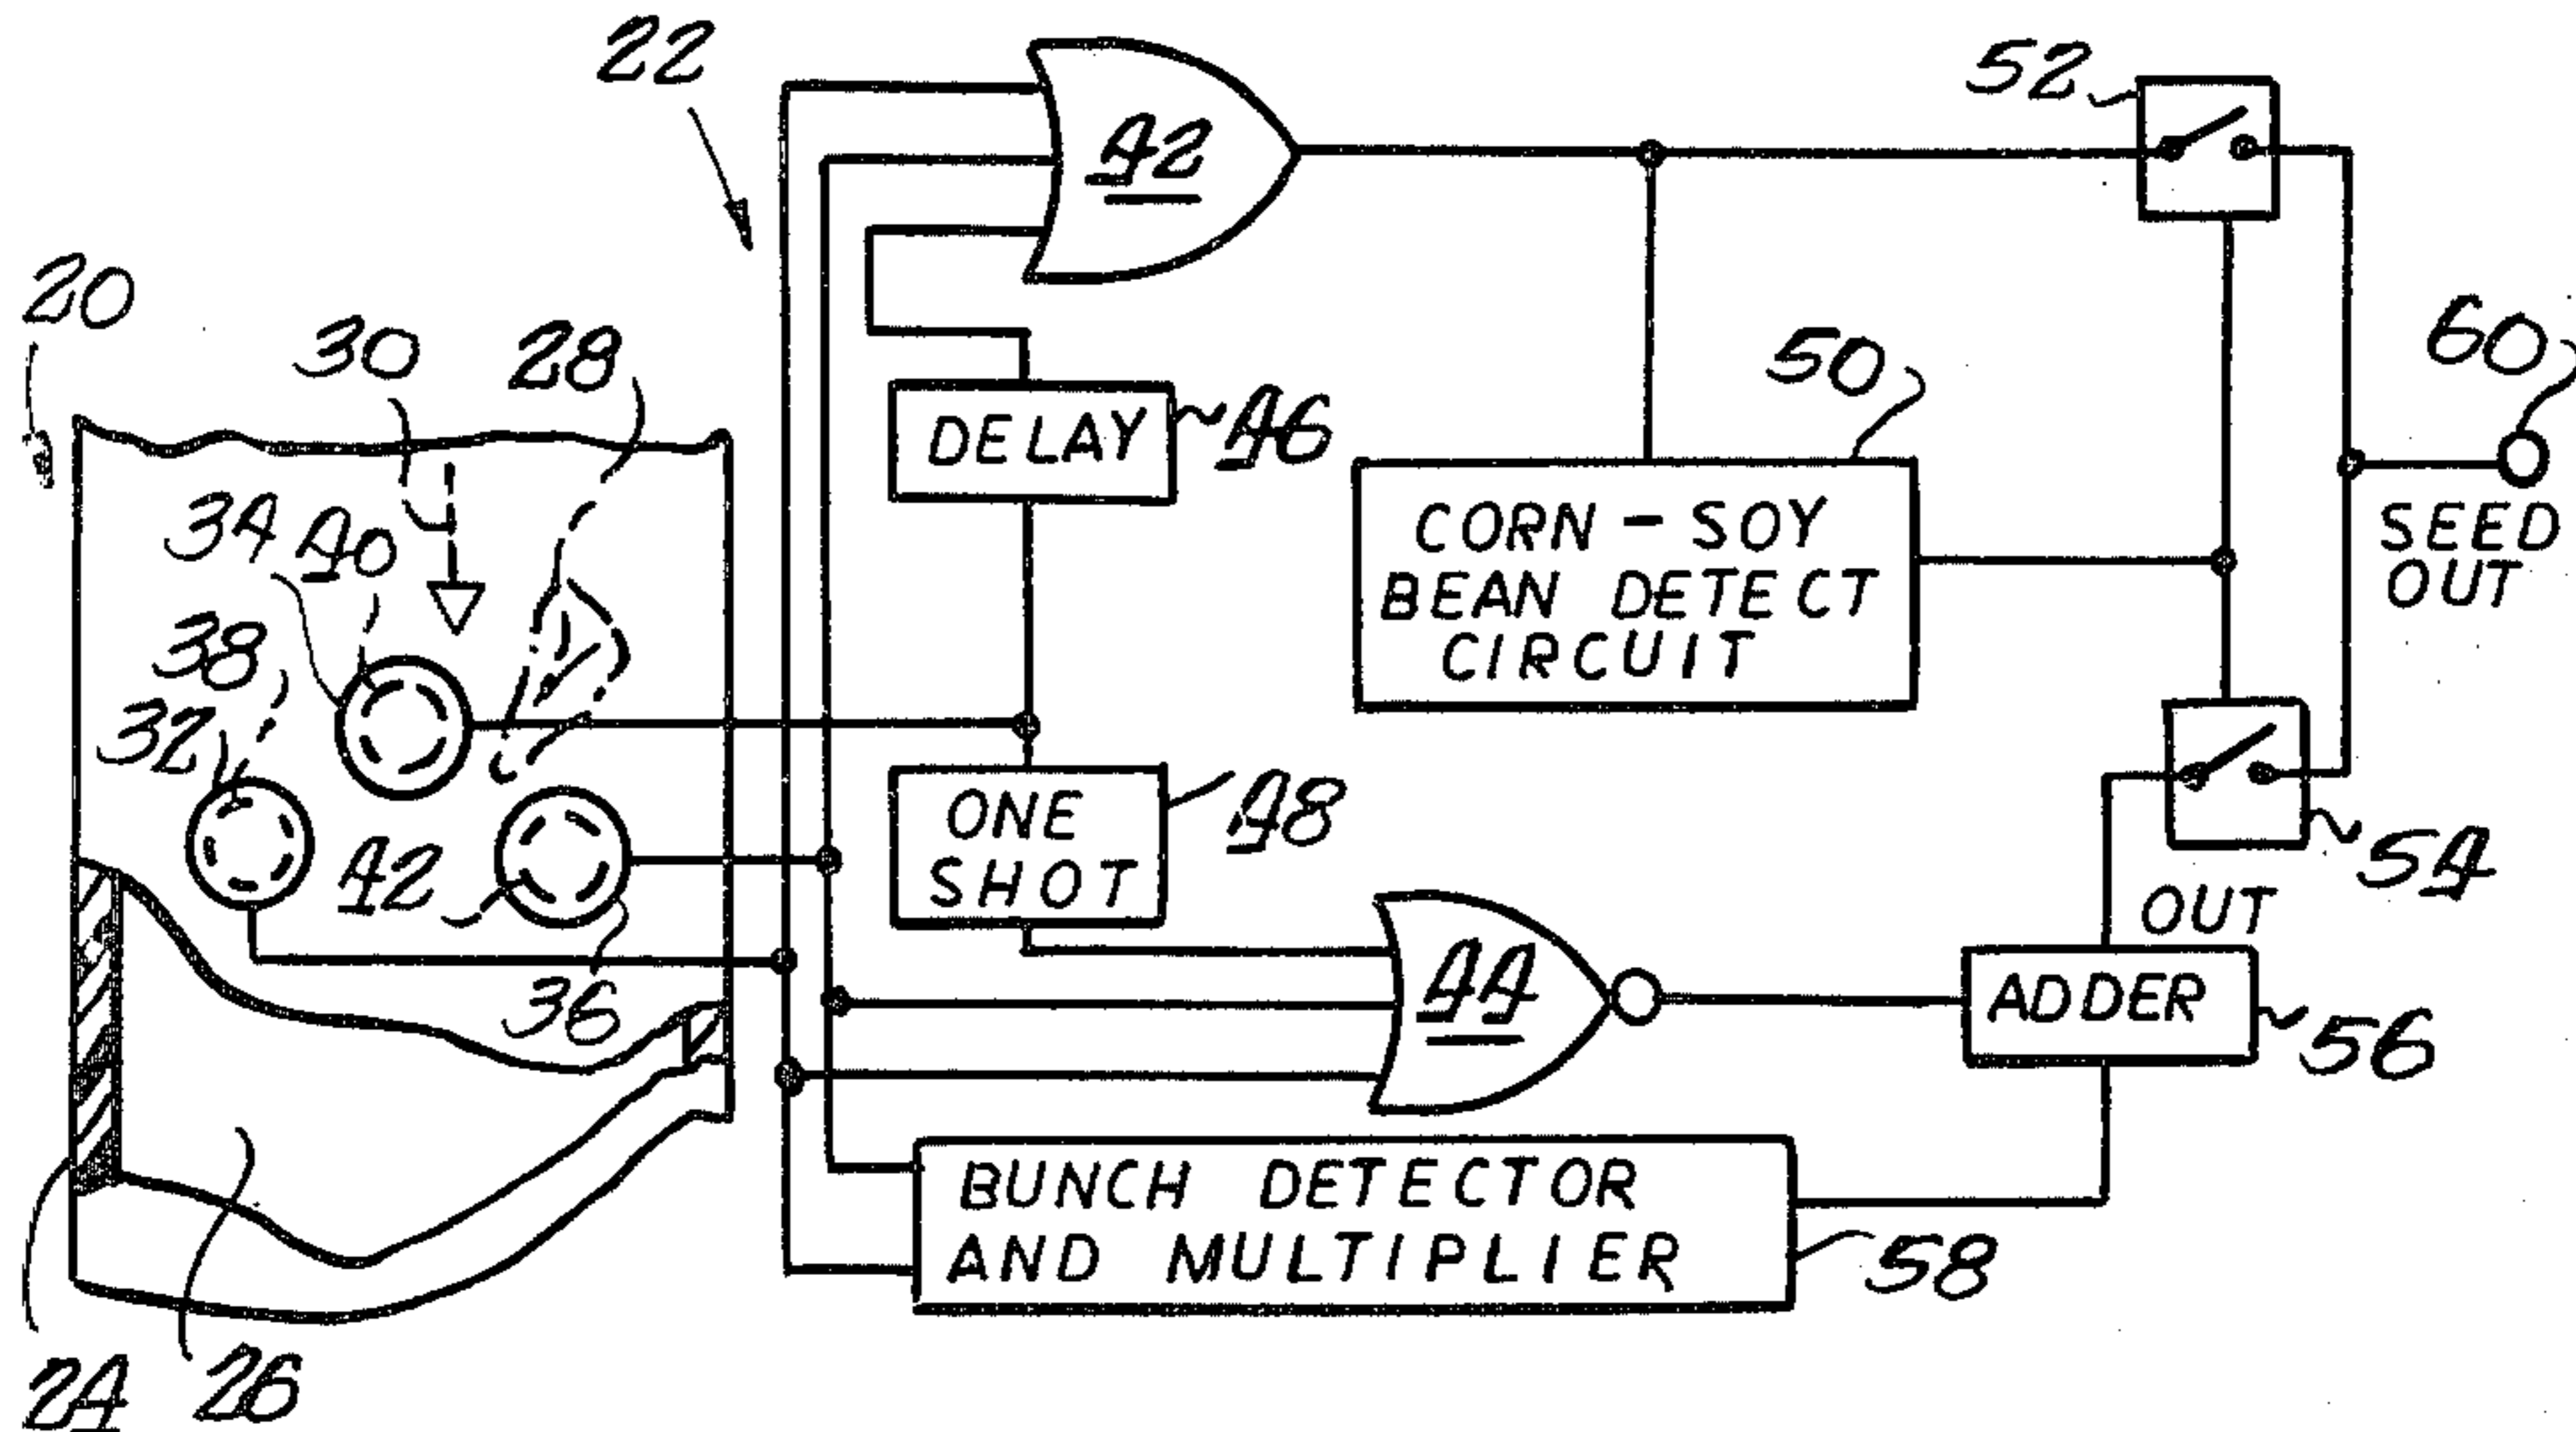 22
42
52
20
30
28
DELAY
46
50
60
34
40
CORN - SOY
BEAN DETECT
CIRCUIT
SEED
OUT
38
32
ONE
SHOT
48
42
36
54
OUT
44
ADDER
56
BUNCH DETECTOR
AND MULTIPLIER
58
24
26